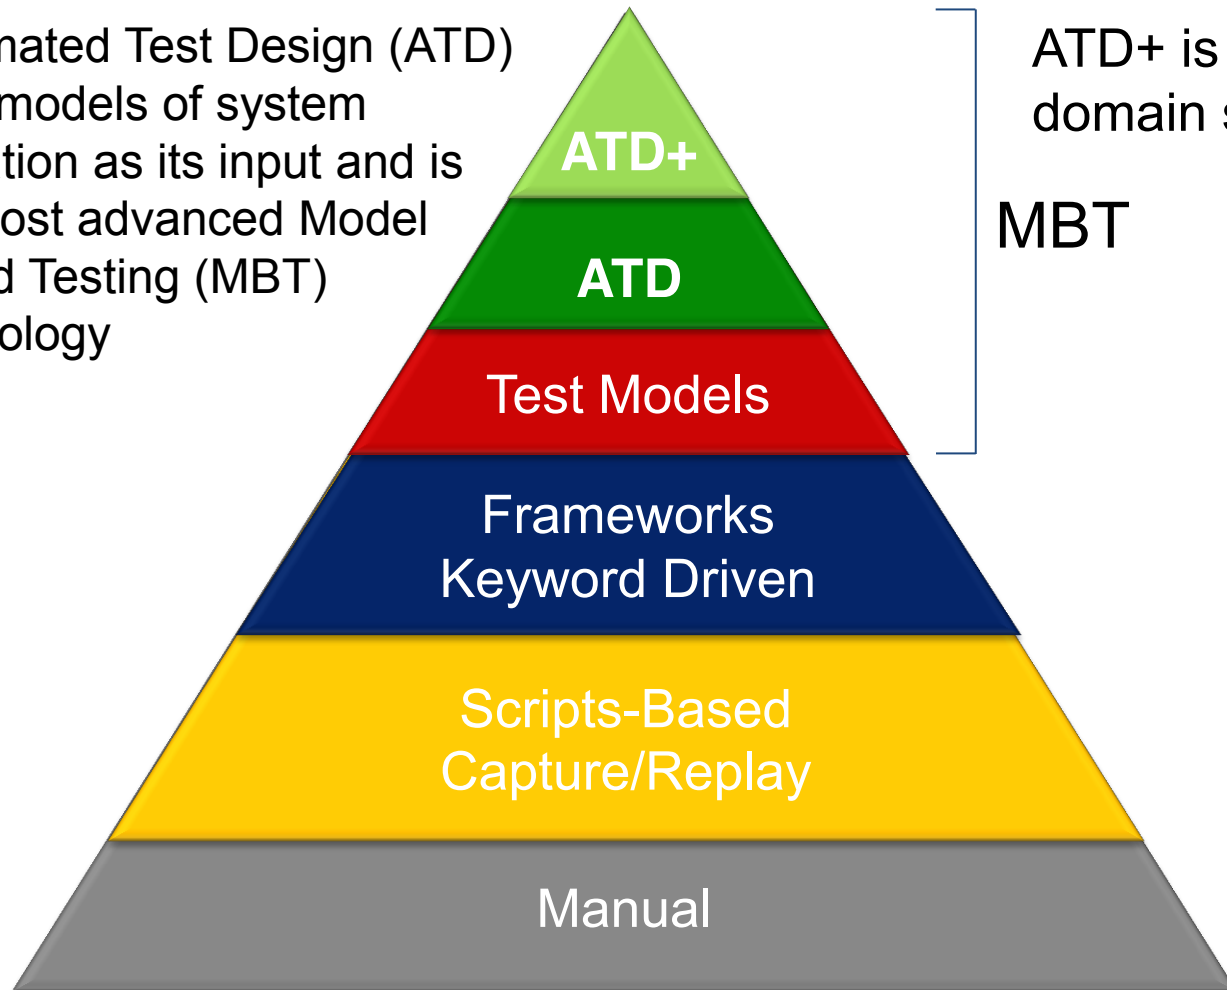 mated Test Design (ATD)
models of system
tion as its input and is
ost advanced Model
d Testing (MBT)
ology
ATD+ is
domain s
MBT
ATD+
ATD
Test Models
Frameworks
Keyword Driven
Scripts-Based
Capture/Replay
Manual